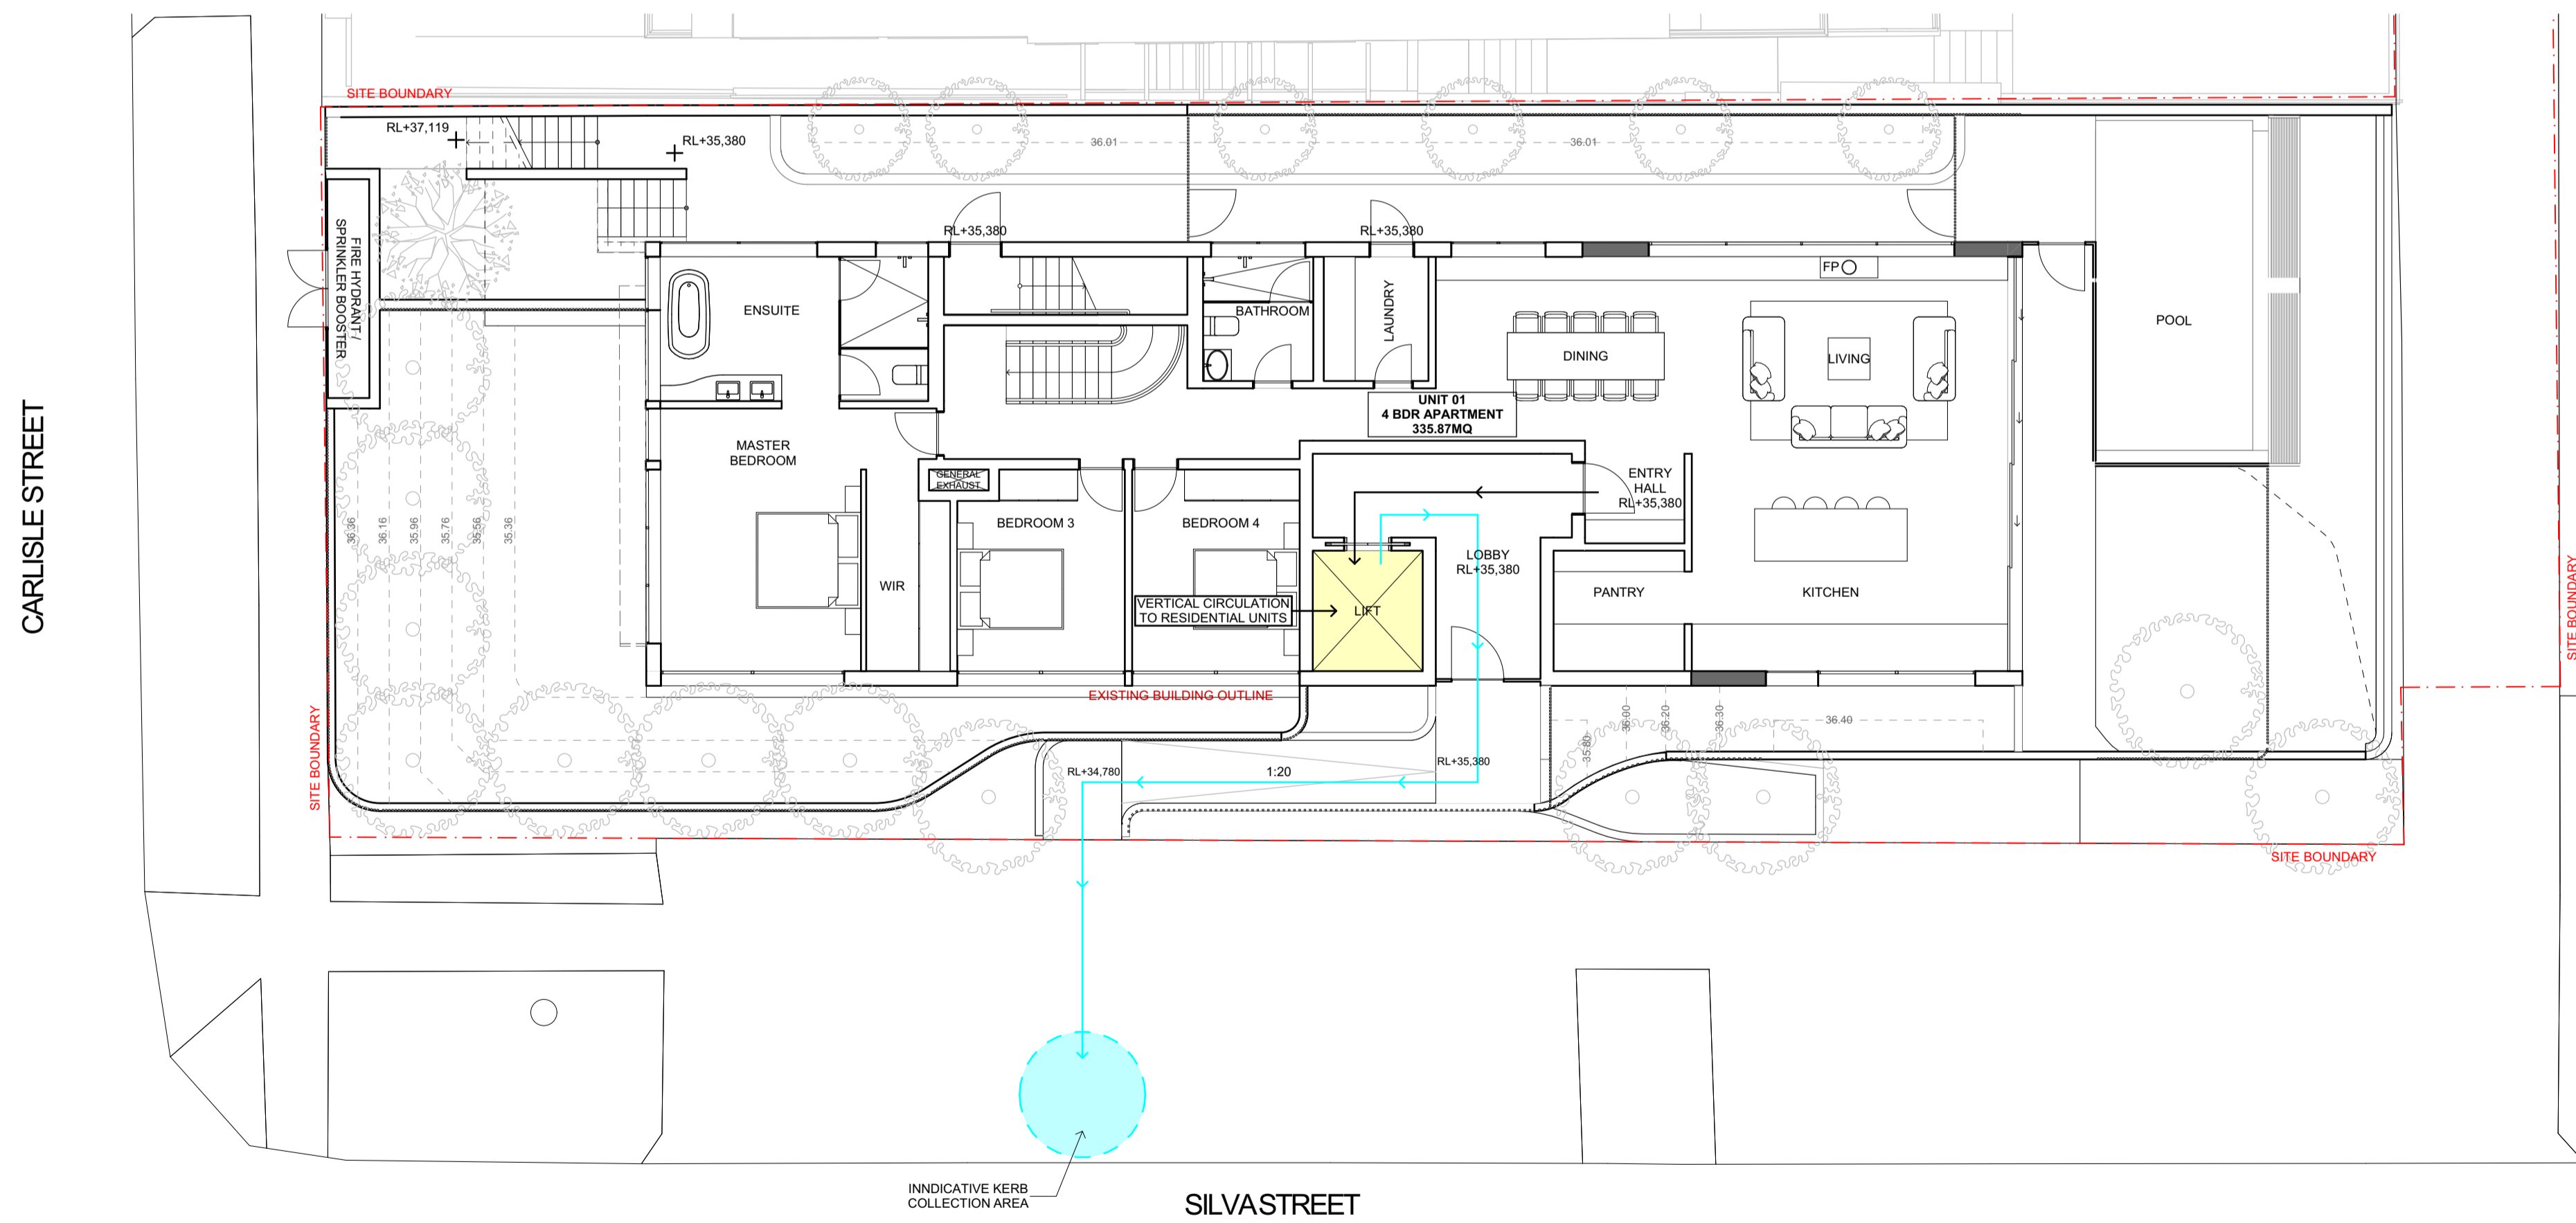 SITE BOUNDARY
RL+37,119
RL+35,380
36.01
36.01
FIRE HYDRANT /
SPRINKLER BOOSTER
RL+35,380
RL+35,380
ENSUITE
BATHROOM
LAUNDRY
FP
DINING
LIVING
POOL
UNIT 01
4 BDR APARTMENT
335.87MQ
CARLISLE STREET
MASTER
BEDROOM
GENERAL
EXHAUST
ENTRY
HALL
RL+35,380
36.36
36.16
35.96
35.76
35.56
35.36
BEDROOM 3
BEDROOM 4
LOBBY
RL+35,380
WIR
VERTICAL CIRCULATION
TO RESIDENTIAL UNITS
LIFT
PANTRY
KITCHEN
SITE BOUNDARY
EXISTING BUILDING OUTLINE
SITE BOUNDARY
35.80
36.00
36.20
36.30
36.40
RL+34,780
1:20
RL+35,380
SITE BOUNDARY
INNDICATIVE KERB
COLLECTION AREA
SILVA STREET